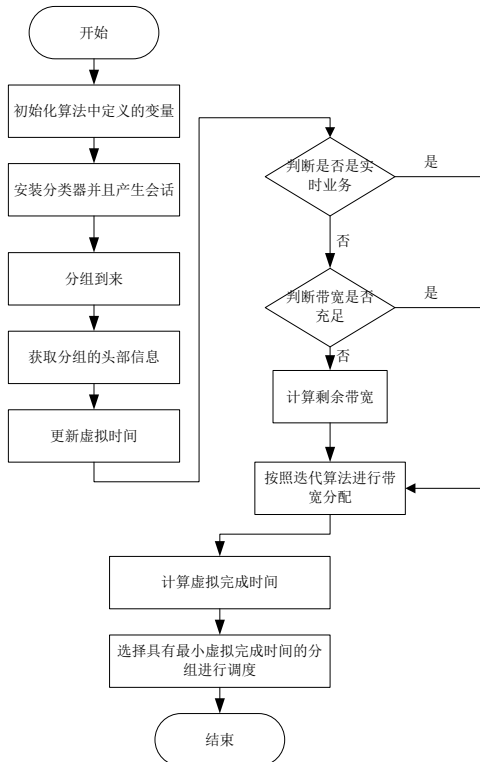 开始
初始化算法中定义的变量
安装分类器并且产生会话
分组到来
获取分组的头部信息
更新虚拟时间
判断是否是实
时业务
是
否
判断带宽是否
充足
是
否
计算剩余带宽
按照迭代算法进行带
宽分配
计算虚拟完成时间
选择具有最小虚拟完成时间的分
组进行调度
结束